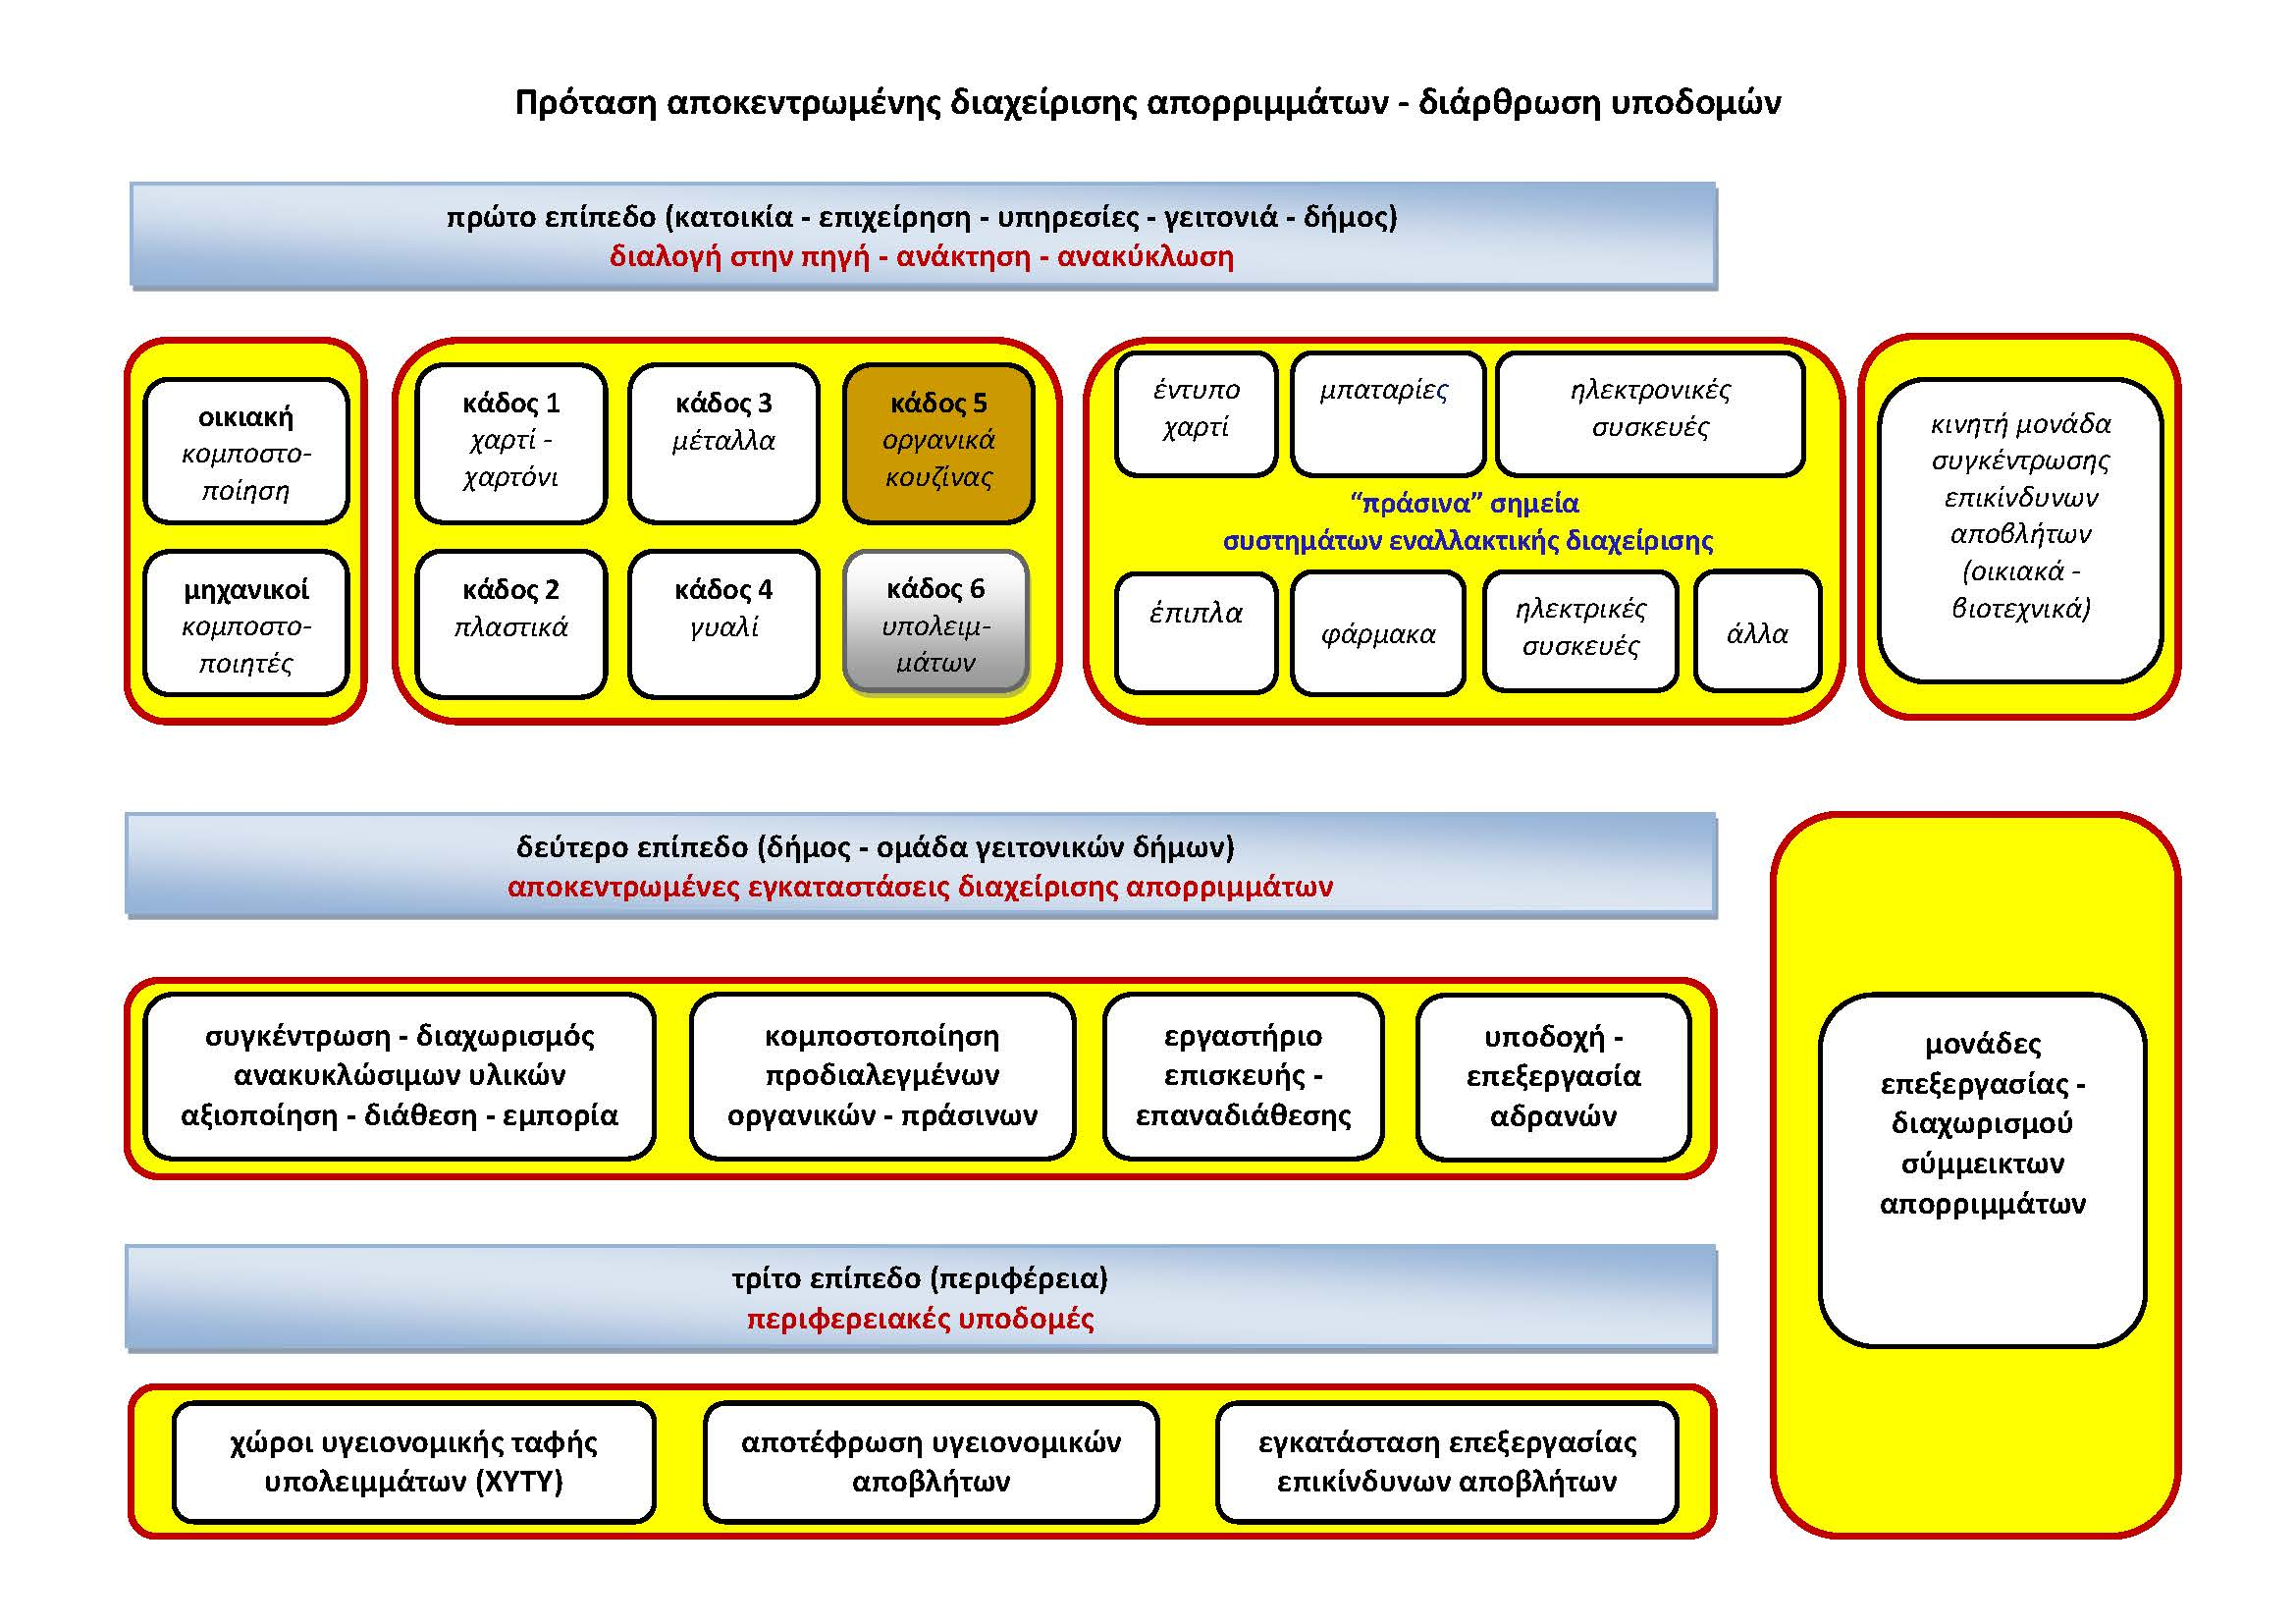 Πρόταση αποκεντρωμένης διαχείρισης απορριμμάτων - διάρθρωση υποδομών
πρώτο επίπεδο (κατοικία - επιχείρηση - υπηρεσίες - γειτονιά - δήμος)
διαλογή στην πηγή - ανάκτηση - ανακύκλωση
οικιακή
κομποστο-
ποίηση
μηχανικοί
κομποστο-
ποιητές
κάδος 1
χαρτί -
χαρτόνι
κάδος 3
μέταλλα
κάδος 5
οργανικά
κουζίνας
κάδος 2
πλαστικά
κάδος 4
γυαλί
κάδος 6
υπολειμ-
μάτων
έντυπο
χαρτί
μπαταρίες
ηλεκτρονικές
συσκευές
“πράσινα” σημεία
συστημάτων εναλλακτικής διαχείρισης
έπιπλα
φάρμακα
ηλεκτρικές
συσκευές
άλλα
κινητή μονάδα
συγκέντρωσης
επικίνδυνων
αποβλήτων
(οικιακά -
βιοτεχνικά)
δεύτερο επίπεδο (δήμος - ομάδα γειτονικών δήμων)
αποκεντρωμένες εγκαταστάσεις διαχείρισης απορριμμάτων
συγκέντρωση - διαχωρισμός
ανακυκλώσιμων υλικών
αξιοποίηση - διάθεση - εμπορία
κομποστοποίηση
προδιαλεγμένων
οργανικών - πράσινων
εργαστήριο
επισκευής -
επαναδιάθεσης
υποδοχή -
επεξεργασία
αδρανών
μονάδες
επεξεργασίας -
διαχωρισμού
σύμμεικτων
απορριμμάτων
τρίτο επίπεδο (περιφέρεια)
περιφερειακές υποδομές
χώροι υγειονομικής ταφής
υπολειμμάτων (ΧΥΤΥ)
αποτέφρωση υγειονομικών
αποβλήτων
εγκατάσταση επεξεργασίας
επικίνδυνων αποβλήτων